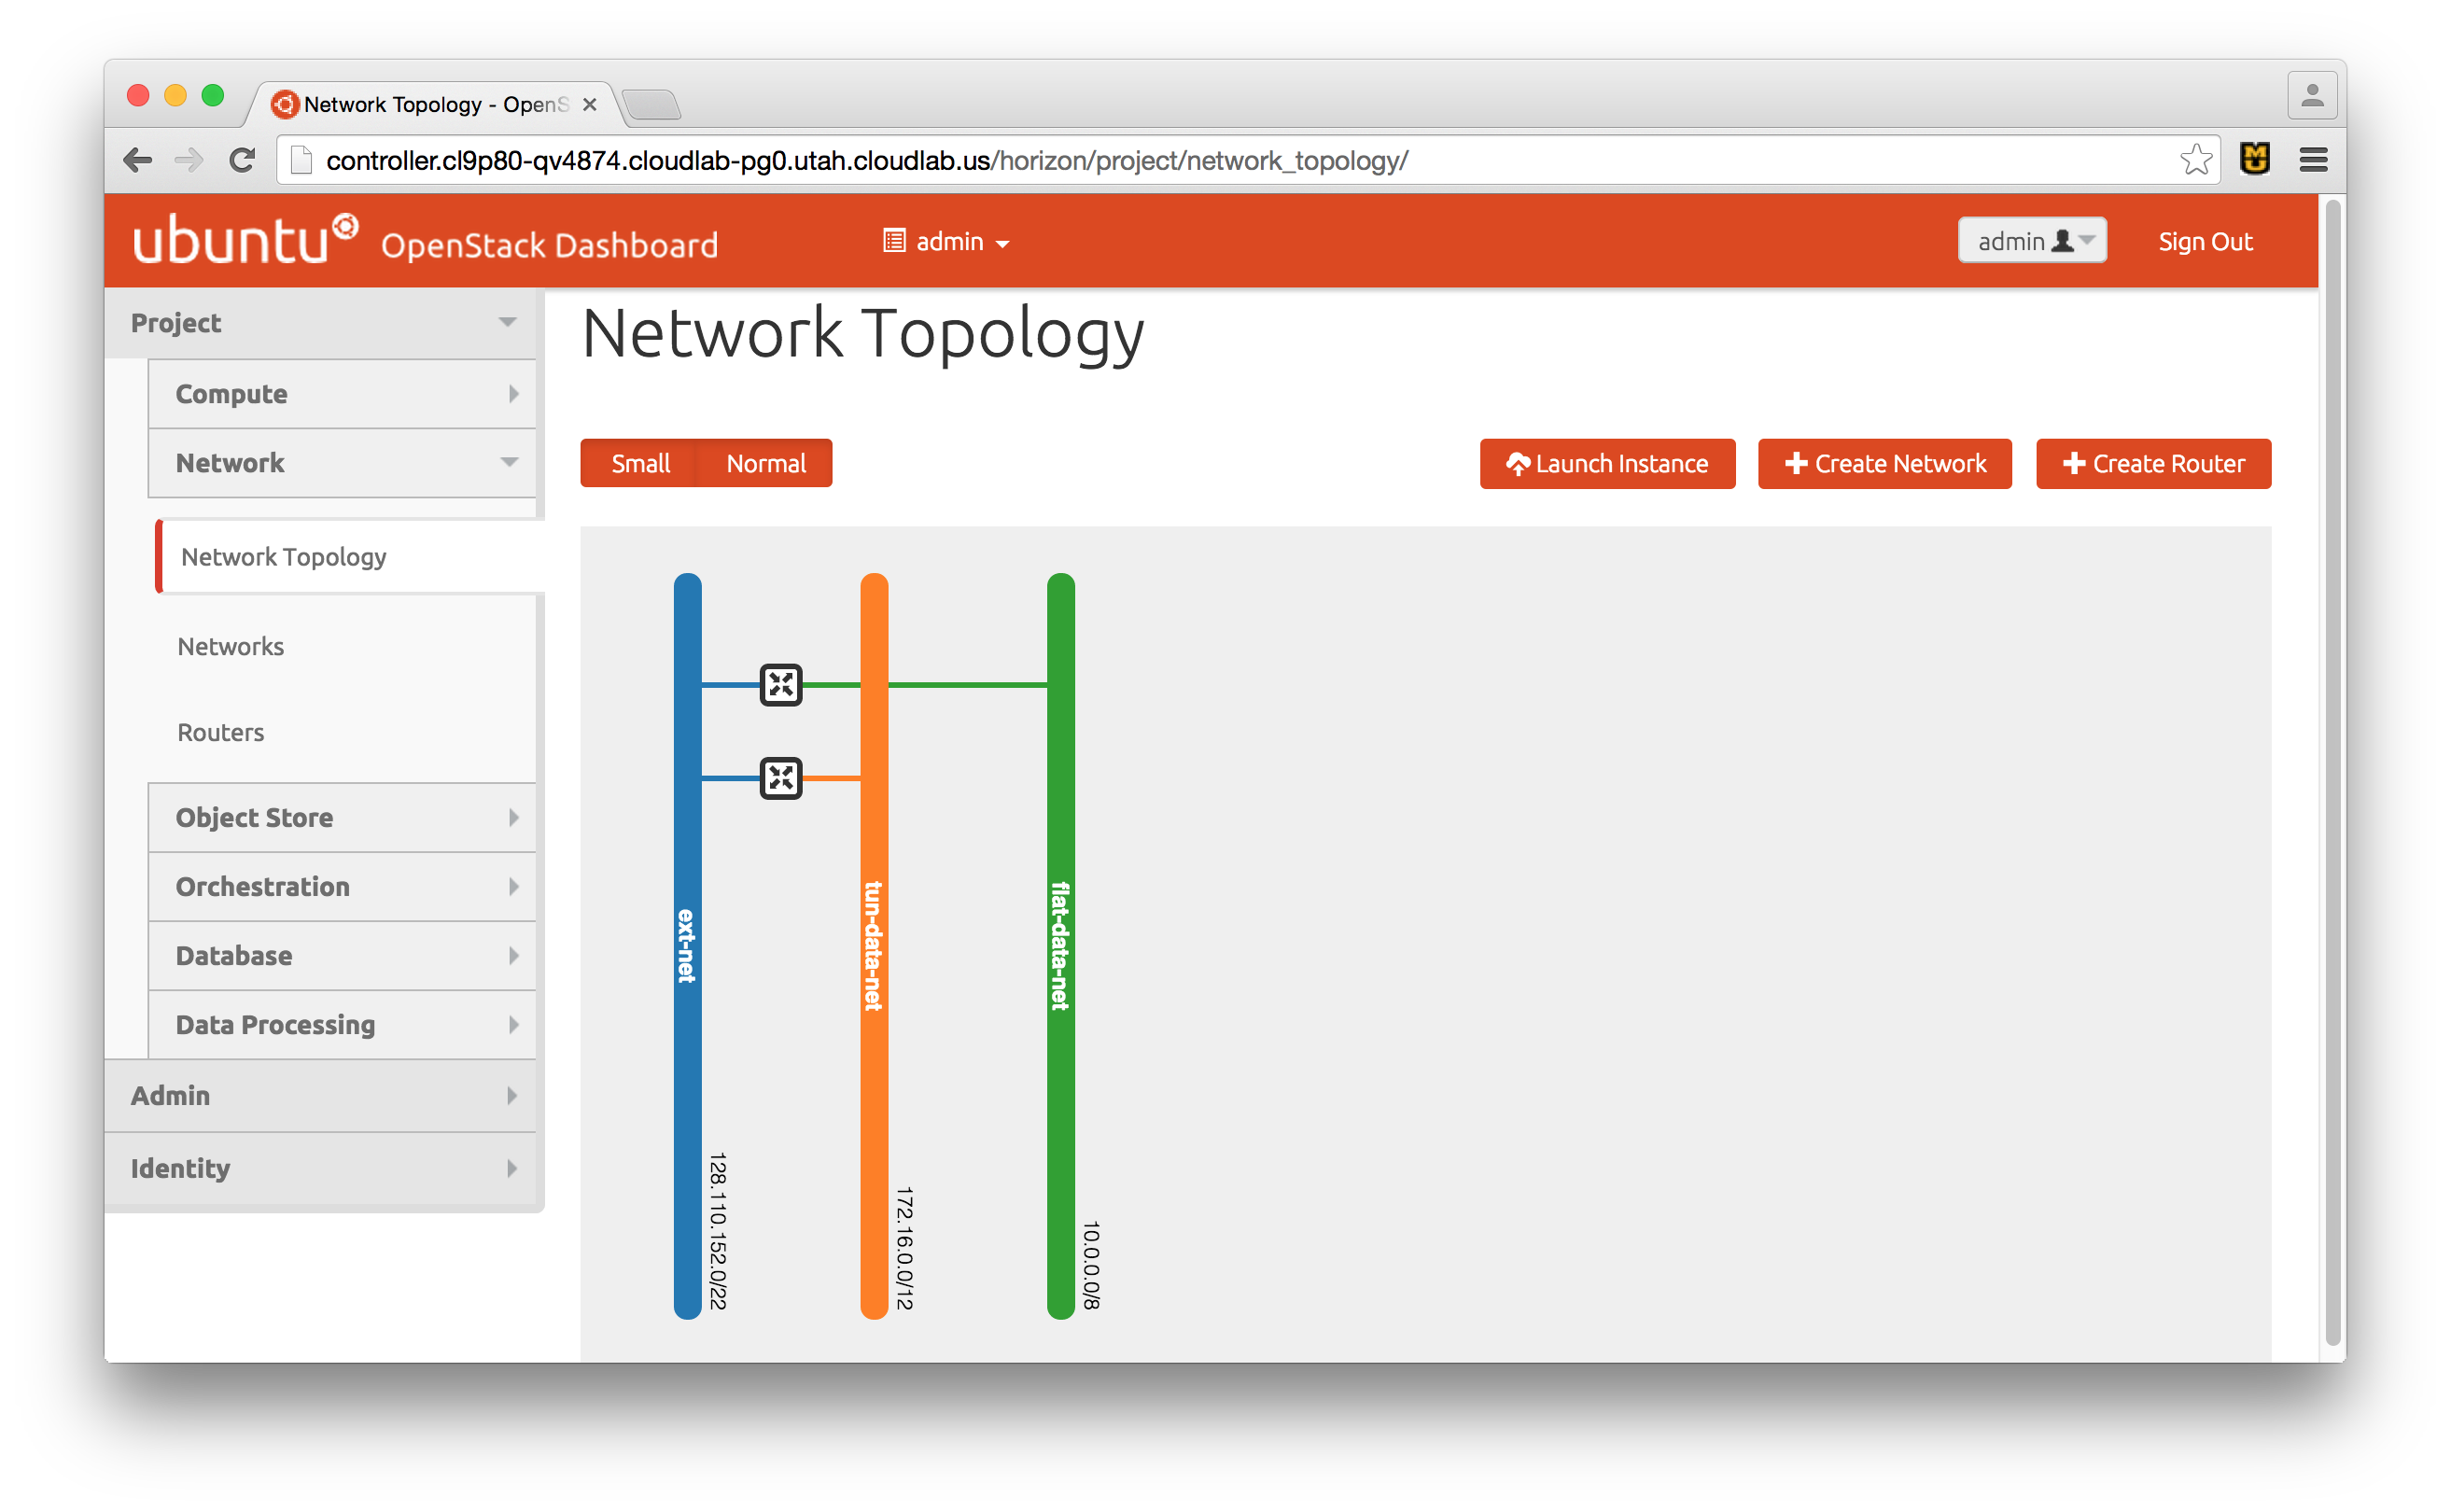 Network Topology - OpenS
controller.cl9p80-qv4874.cloudlab-pg0.utah.cloudlab.us/horizon/project/network_topology/
ubuntu OpenStack Dashboard
admin
admin
Sign Out
Project
Compute
Network
Network Topology
Networks
Routers
Object Store
Orchestration
Database
Data Processing
Admin
Identity
Network Topology
Small
Normal
Launch Instance
Create Network
Create Router
ext-net
128.110.152.0/22
tun-data-net
172.16.0.0/12
flat-data-net
10.0.0.0/8